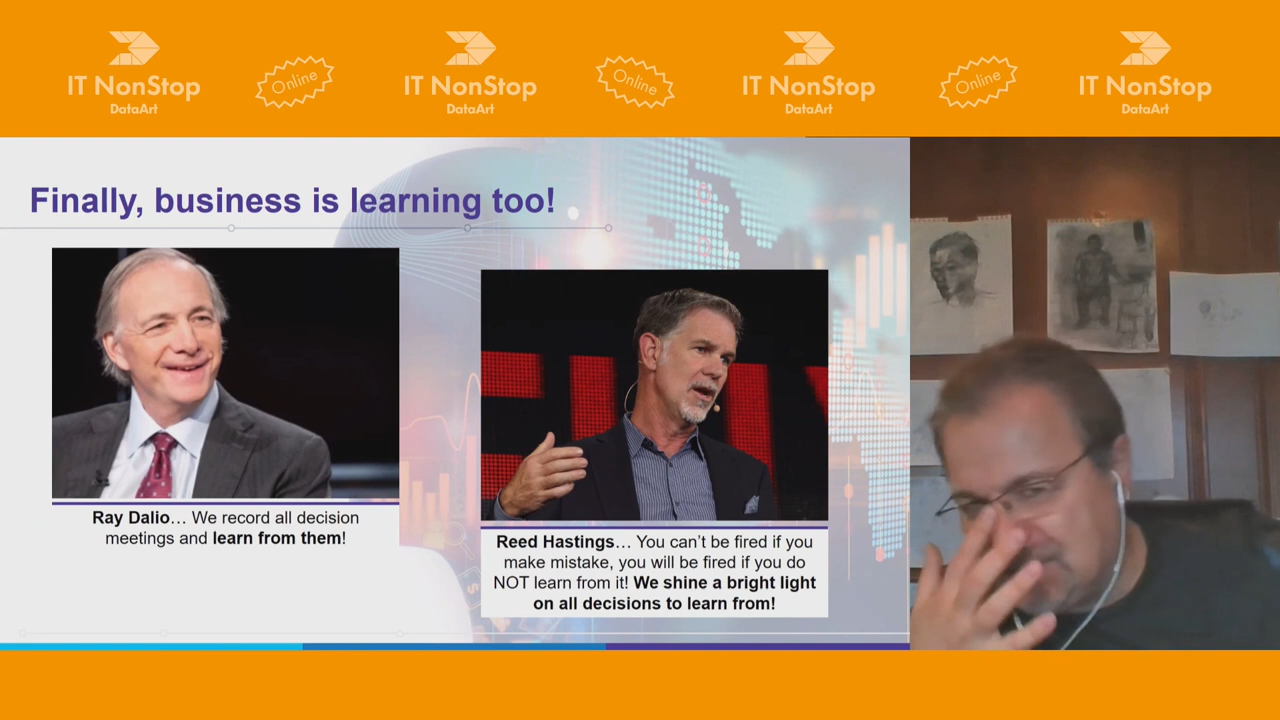 IT NonStop
DataArt
Online
IT NonStop
DataArt
Online
IT NonStop
DataArt
Online
IT NonStop
DataArt
Finally, business is learning too!
Ray Dalio… We record all decision
meetings and learn from them!
Reed Hastings… You can’t be fired if you
make mistake, you will be fired if you do
NOT learn from it! We shine a bright light
on all decisions to learn from!